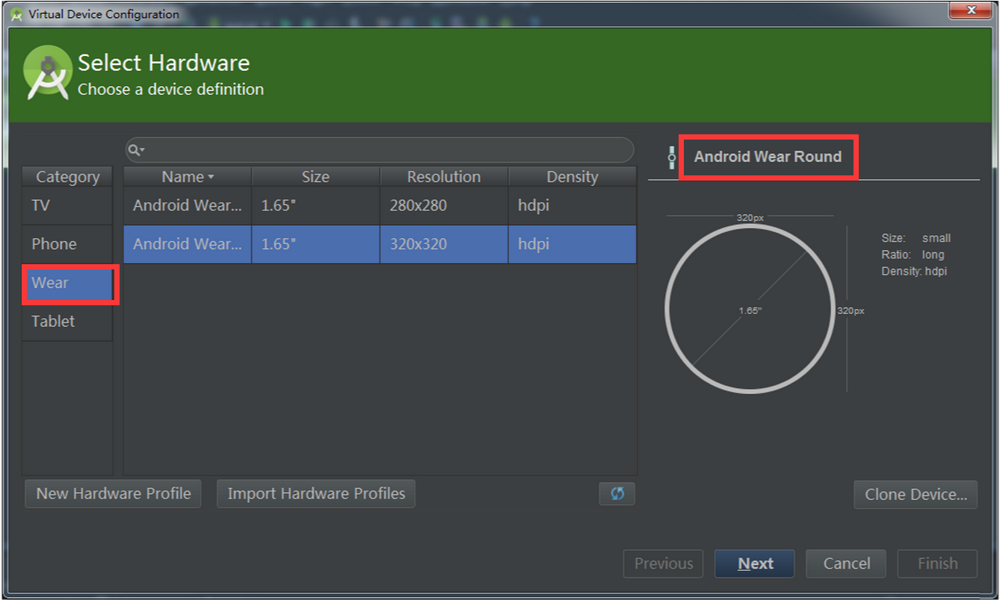 Virtual Device Configuration
Select Hardware
Choose a device definition
Android Wear Round
Category Name Size Resolution Density
TV Android Wear... 1.65" 280x280 hdpi
Phone Android Wear... 1.65" 320x320 hdpi
Wear
Tablet
320px
1.65"
320px
Size: small
Ratio: long
Density: hdpi
New Hardware Profile Import Hardware Profiles Clone Device...
Previous Next Cancel Finish